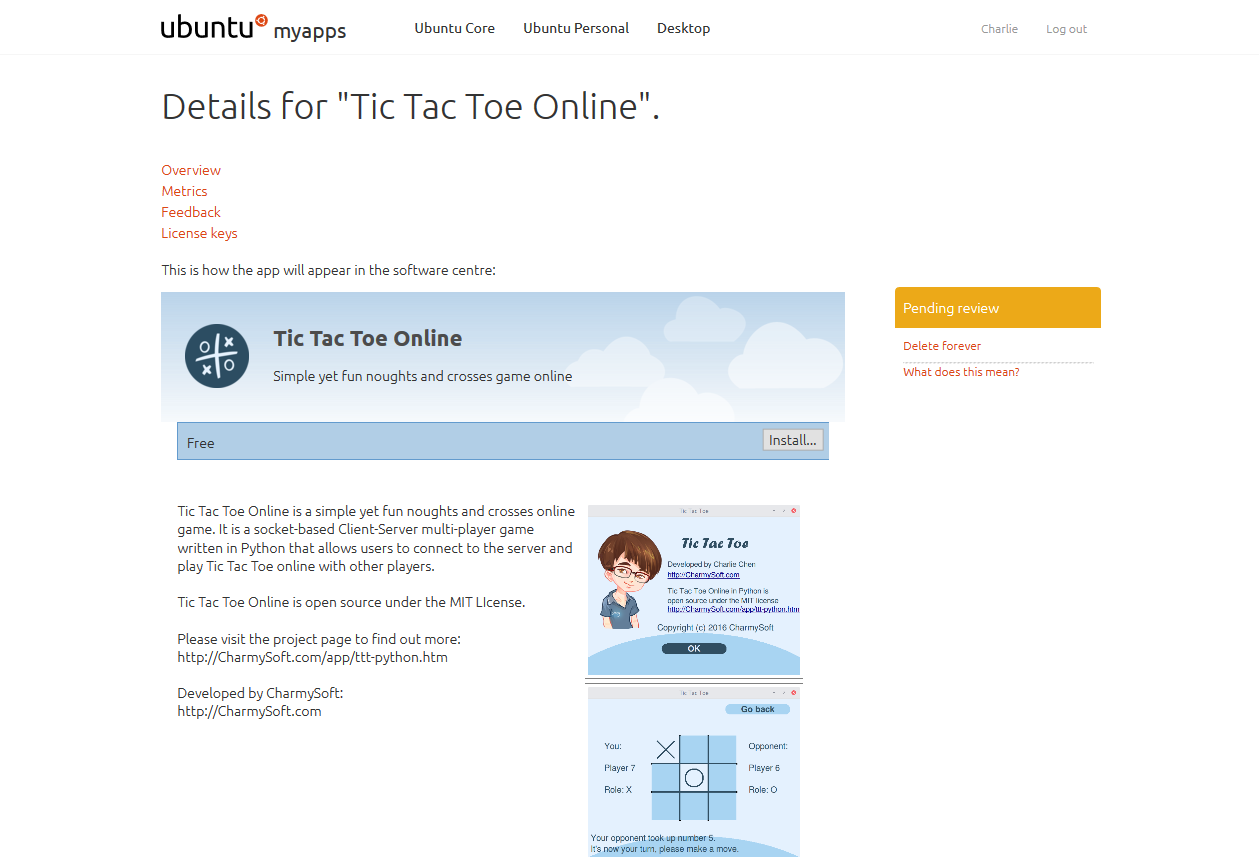 ubuntu myapps
Ubuntu Core
Ubuntu Personal
Desktop
Charlie
Log out
Details for "Tic Tac Toe Online".
Overview
Metrics
Feedback
License keys
This is how the app will appear in the software centre:
Tic Tac Toe Online
Simple yet fun noughts and crosses game online
Free
Install...
Pending review
Delete forever
What does this mean?
Tic Tac Toe Online is a simple yet fun noughts and crosses online
game. It is a socket-based Client-Server multi-player game
written in Python that allows users to connect to the server and
play Tic Tac Toe online with other players.
Tic Tac Toe Online is open source under the MIT LIcense.
Please visit the project page to find out more:
http://CharmySoft.com/app/ttt-python.htm
Developed by CharmySoft:
http://CharmySoft.com
Tic Tac Toe
Tic Tac Toe
Developed by Charlie Chen
http://CharmySoft.com
Tic Tac Toe Online in Python is
open source under the MIT license
http://CharmySoft.com/app/ttt-python.htm
Copyright (c) 2016 CharmySoft
OK
Tic Tac Toe
Go back
You:
Player 7
Role: X
Opponent:
Player 6
Role: O
Your opponent took up number 5.
It's now your turn, please make a move.